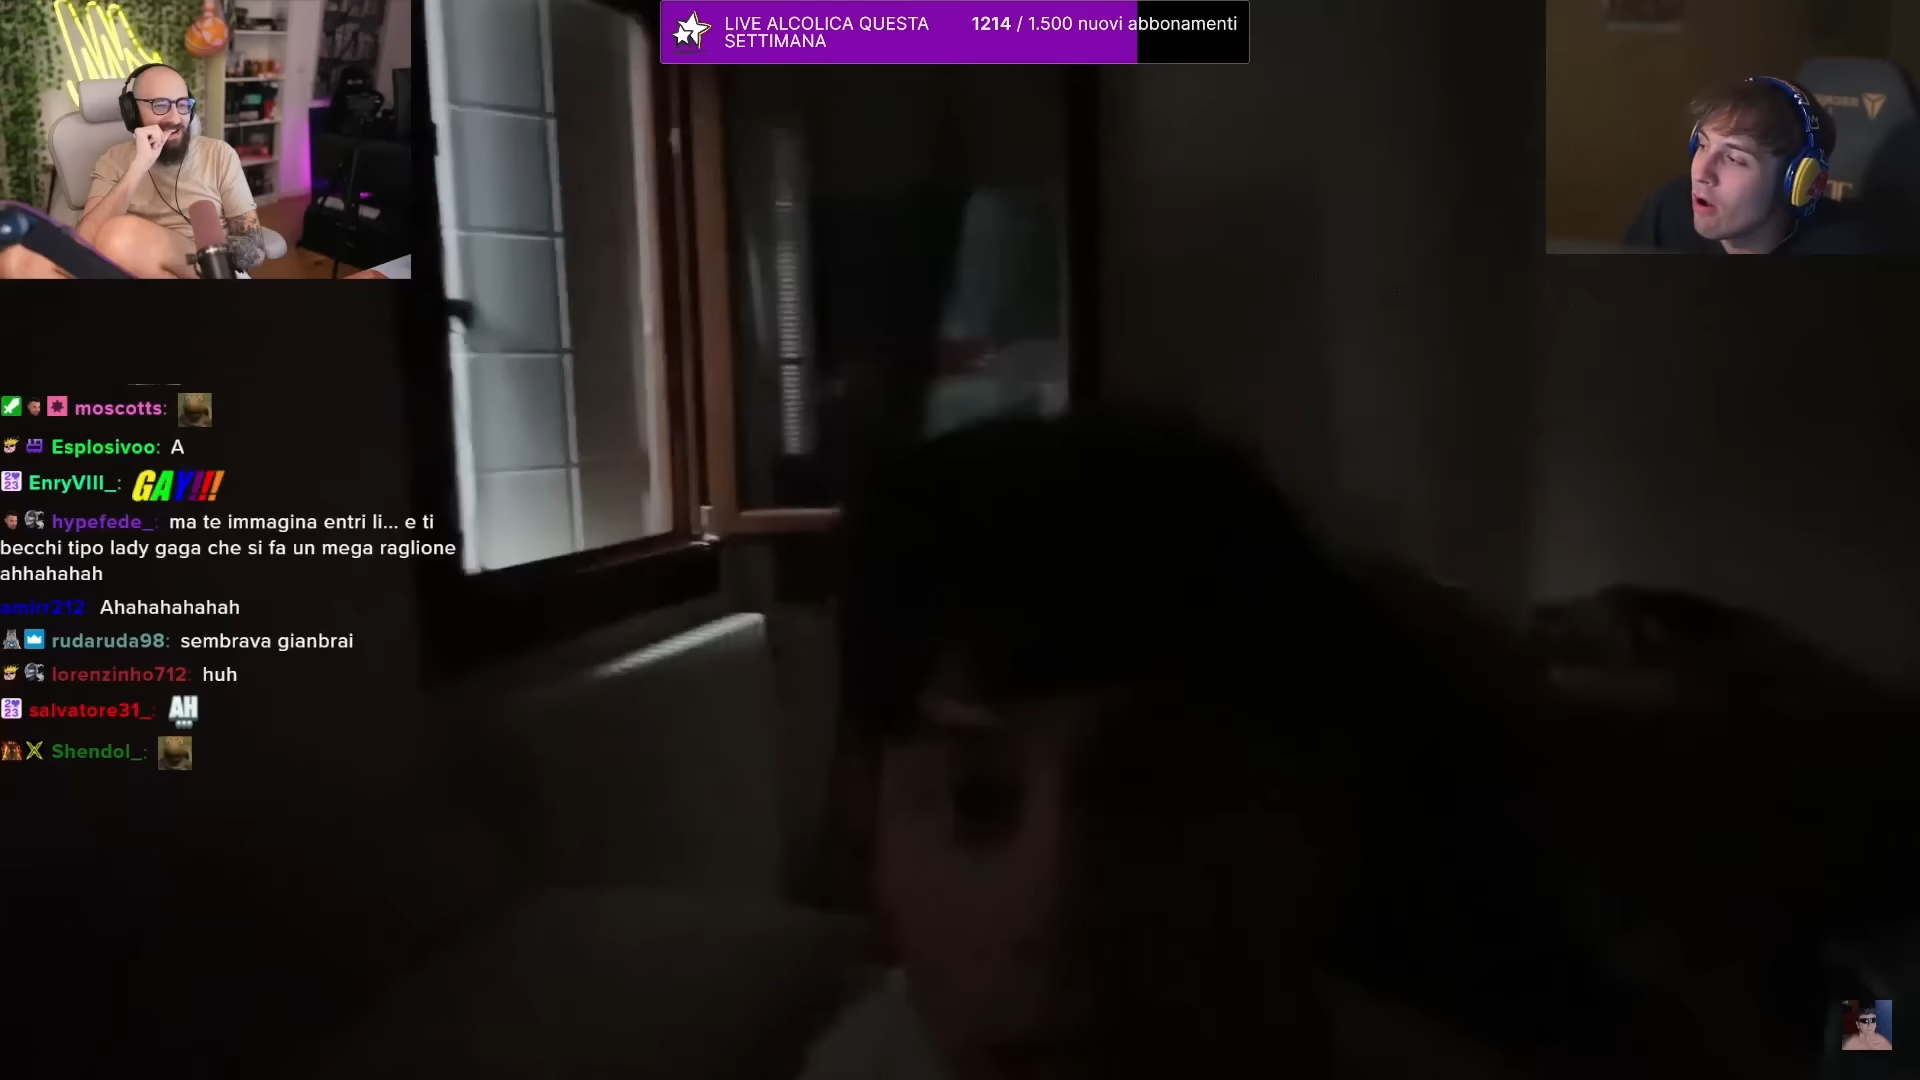 LIVE ALCOLICA QUESTA
SETTIMANA
1214 / 1.500 nuovi abbonamenti
moscotts:
Esplosivoo: A
EnryVIII_: GAY!!!
hypefede_: ma te immagina entri li... e ti
becchi tipo lady gaga che si fa un mega raglione
ahhahahah
amirr212: Ahahahahahah
rudaruda98: sembrava gianbrai
lorenzinho712: huh
salvatore31_: AH
Shendol_: